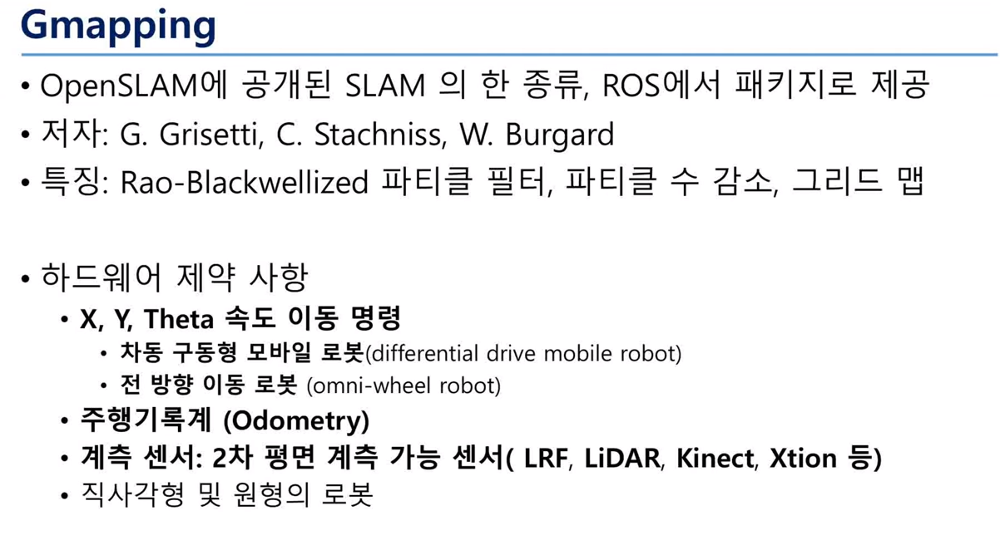 Gmapping
• OpenSLAM에 공개된 SLAM 의 한 종류, ROS에서 패키지로 제공
• 저자: G. Grisetti, C. Stachniss, W. Burgard
• 특징: Rao-Blackwellized 파티클 필터, 파티클 수 감소, 그리드 맵
• 하드웨어 제약 사항
• X, Y, Theta 속도 이동 명령
• 차동 구동형 모바일 로봇(differential drive mobile robot)
• 전 방향 이동 로봇 (omni-wheel robot)
• 주행기록계 (Odometry)
• 계측 센서: 2차 평면 계측 가능 센서( LRF, LiDAR, Kinect, Xtion 등)
• 직사각형 및 원형의 로봇